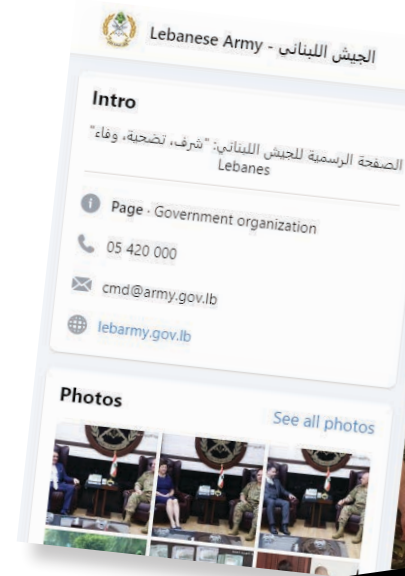 Lebanese Army - الجيش اللبناني
Intro
الصفحة الرسمية للجيش اللبناني: "شرف، تضحية، وفاء"
Lebanes
Page · Government organization
05 420 000
cmd@army.gov.lb
lebarmy.gov.lb
Photos
See all photos